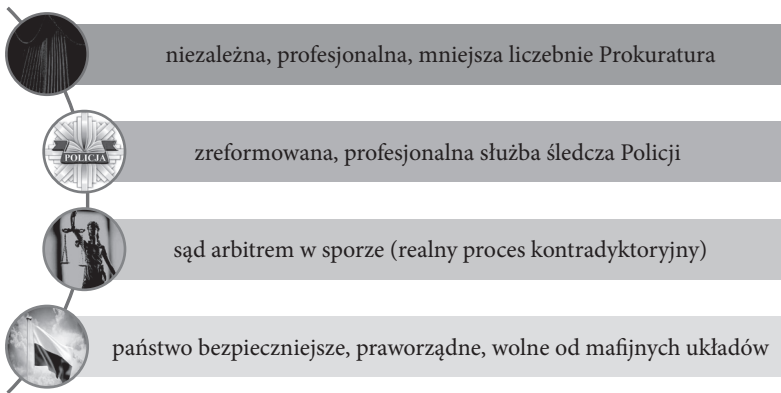 niezależna, profesjonalna, mniejsza liczebnie Prokuratura
POLICJA
zreformowana, profesjonalna służba śledcza Policji
sąd arbitrem w sporze (realny proces kontradyktoryjny)
państwo bezpieczniejsze, praworządne, wolne od mafijnych układów